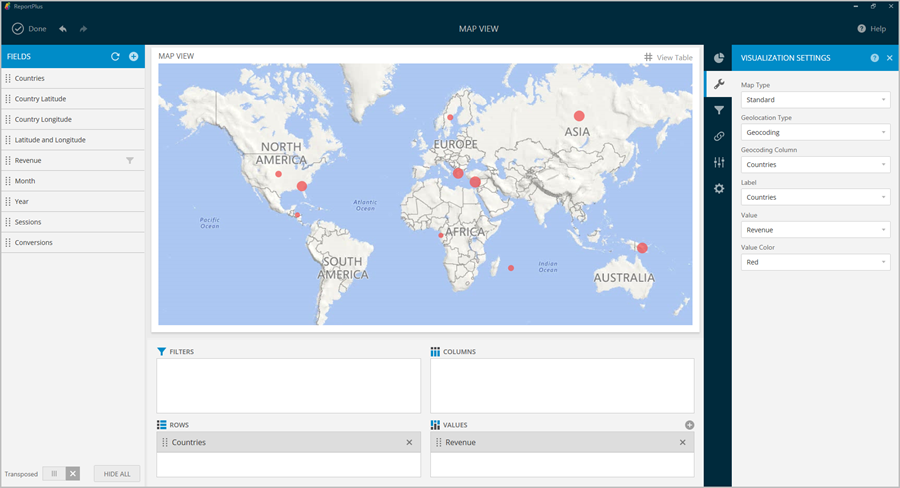 ReportPlus
Done
MAP VIEW
Help
FIELDS
Countries
Country Latitude
Country Longitude
Latitude and Longitude
Revenue
Month
Year
Sessions
Conversions
Transposed
HIDE ALL
MAP VIEW
View Table
NORTH
AMERICA
EUROPE
ASIA
Pacific
Ocean
Atlantic
Ocean
AFRICA
SOUTH
AMERICA
Indian
Ocean
AUSTRALIA
FILTERS
COLUMNS
ROWS
Countries
VALUES
Revenue
VISUALIZATION SETTINGS
Map Type
Standard
Geolocation Type
Geocoding
Geocoding Column
Countries
Label
Countries
Value
Revenue
Value Color
Red